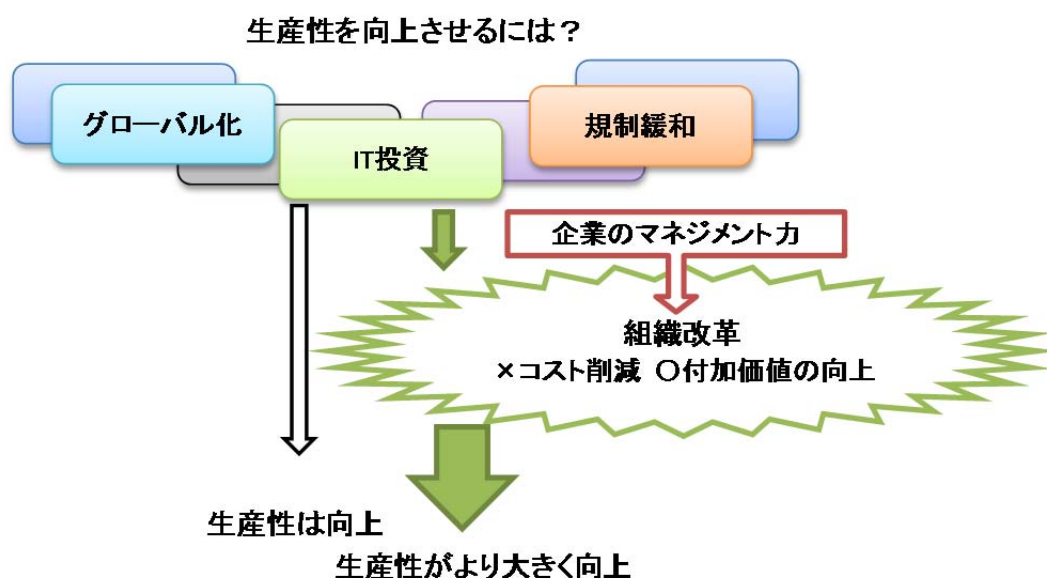 生産性を向上させるには？
グローバル化
IT投資
規制緩和
企業のマネジメント力
組織改革
×コスト削減 〇付加価値の向上
生産性は向上
生産性がより大きく向上